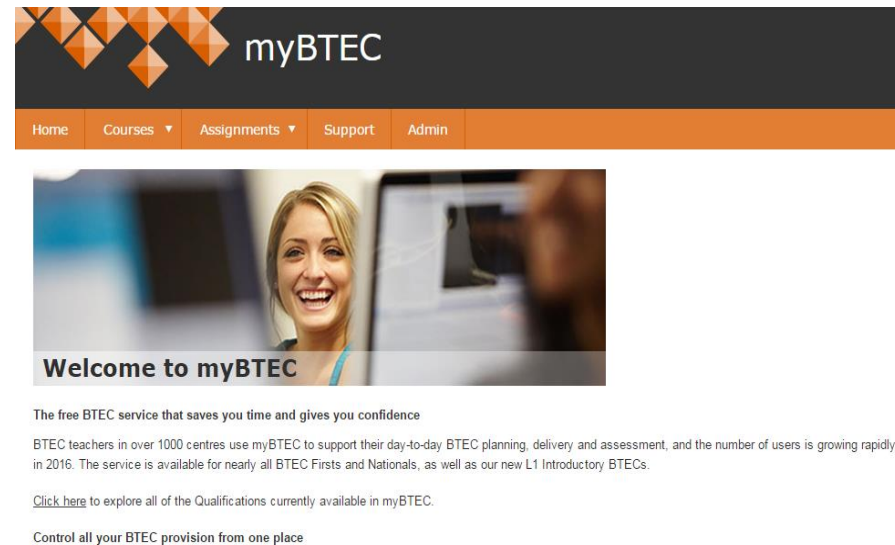 myBTEC
Home Courses Assignments Support Admin
Welcome to myBTEC
The free BTEC service that saves you time and gives you confidence
BTEC teachers in over 1000 centres use myBTEC to support their day-to-day BTEC planning, delivery and assessment, and the number of users is growing rapidly
in 2016. The service is available for nearly all BTEC Firsts and Nationals, as well as our new L1 Introductory BTECs.
Click here to explore all of the Qualifications currently available in myBTEC.
Control all your BTEC provision from one place